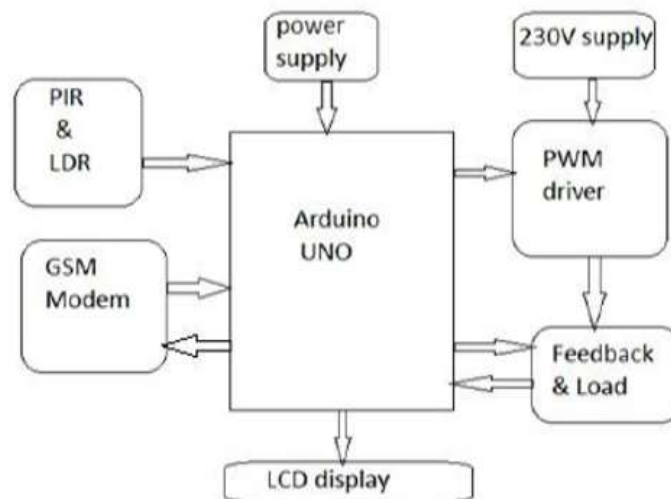 power
supply
230V supply
PIR
&
LDR
PWM
driver
Arduino
UNO
GSM
Modem
Feedback
& Load
LCD display